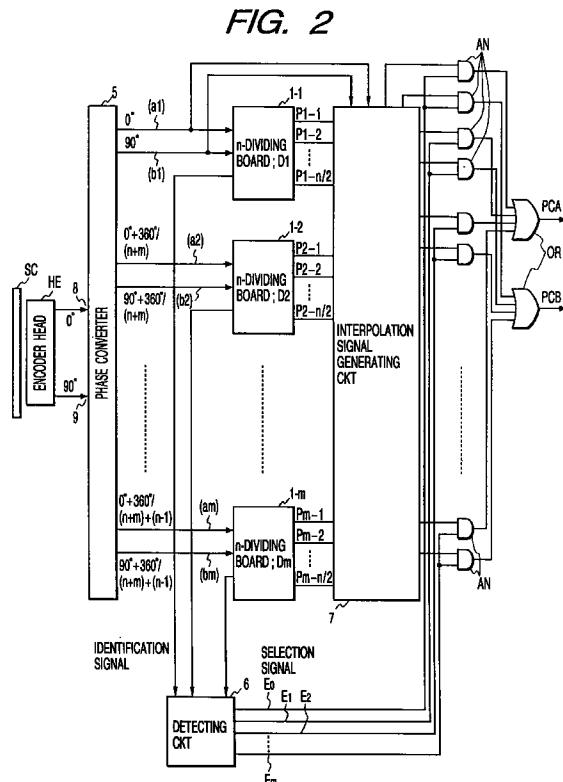 FIG. 2
AN
5
1-1
0°
(a1)
90°
(b1)
n-DIVIDING
BOARD ; D1
P1-1
P1-2
P1-n/2
1-2
0°+360°/
(n+m)
(a2)
90°+360°/
(n+m)
(b2)
n-DIVIDING
BOARD ; D2
P2-1
P2-2
P2-n/2
PCA
OR
PCB
SC
HE
8
0°
ENCODER HEAD
90°
9
PHASE CONVERTER
INTERPOLATION
SIGNAL
GENERATING
CKT
1-m
0°+360°/
(n+m)+(n-1)
(am)
90°+360°/
(n+m)+(n-1)
(bm)
n-DIVIDING
BOARD ; Dm
Pm-1
Pm-2
Pm-n/2
AN
7
IDENTIFICATION
SIGNAL
SELECTION
SIGNAL
6
DETECTING
CKT
E0
E1
E2
Em